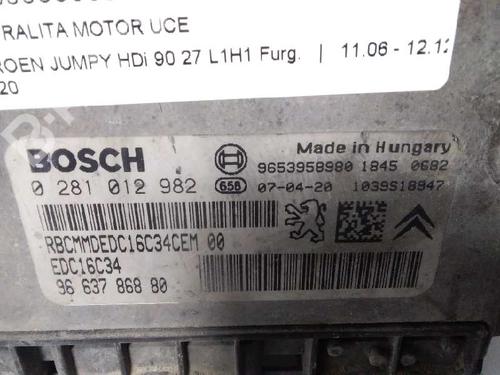 RALITA MOTOR UCE
ROEN JUMPY HDi 90 27 L1H1 Furg. | 11.06 - 12.12
20
BOSCH
Made in Hungary
9653958980 1845 0682
0 281 012 982 658 07-04-20 1039S18947
RBCMMDEDC16C34CEM 00
EDC16C34
96 637 868 80